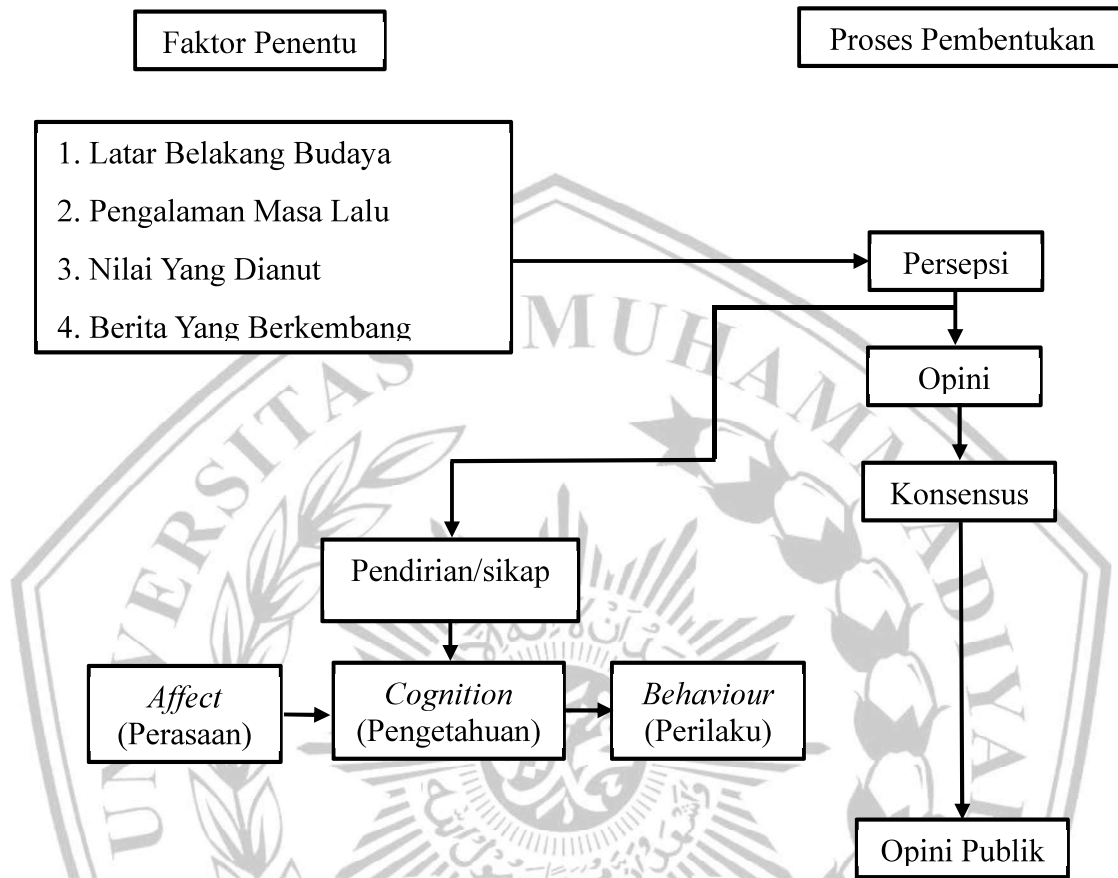 Faktor Penentu
Proses Pembentukan
1. Latar Belakang Budaya
2. Pengalaman Masa Lalu
3. Nilai Yang Dianut
4. Berita Yang Berkembang
Persepsi
Opini
Konsensus
Pendirian/sikap
Affect
(Perasaan)
Cognition
(Pengetahuan)
Behaviour
(Perilaku)
Opini Publik
UNIVERSITAS MUHAMMADIYAH